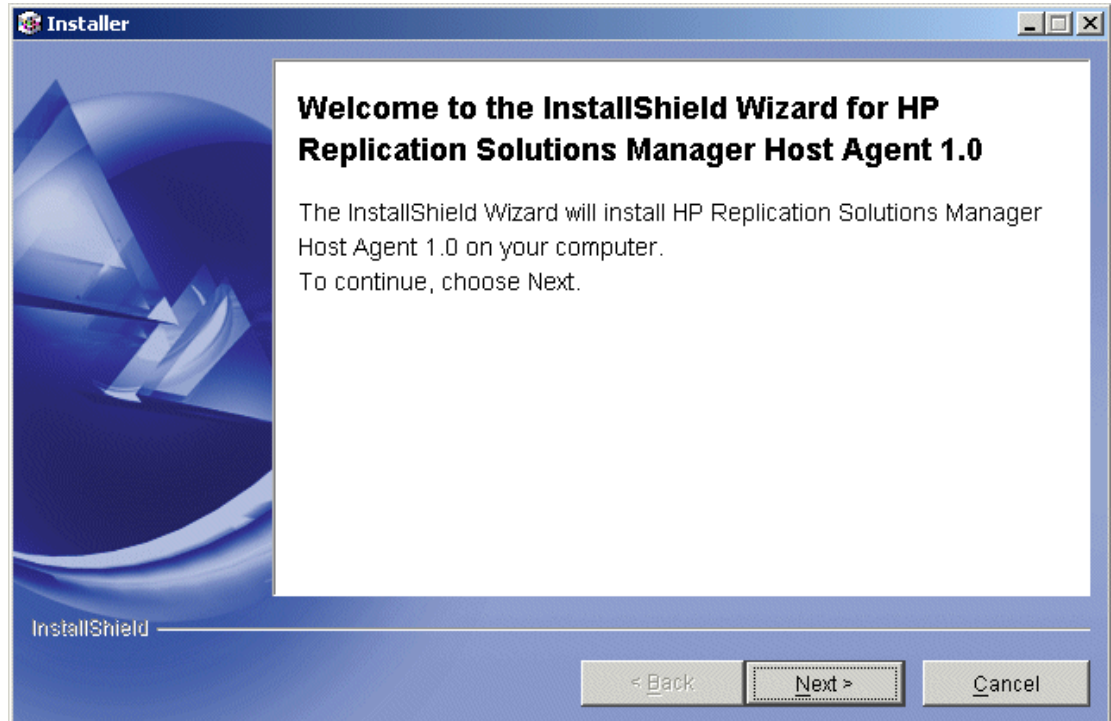 Installer
Welcome to the InstallShield Wizard for HP
Replication Solutions Manager Host Agent 1.0
The InstallShield Wizard will install HP Replication Solutions Manager
Host Agent 1.0 on your computer.
To continue, choose Next.
InstallShield
< Back
Next >
Cancel